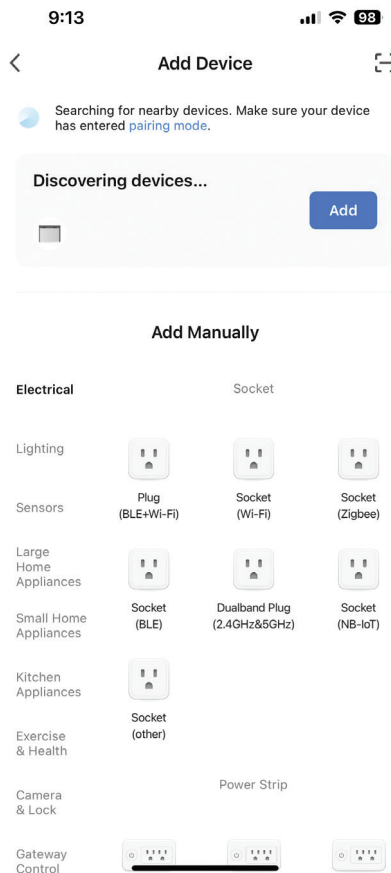 9:13
98
Add Device
Searching for nearby devices. Make sure your device
has entered pairing mode.
Discovering devices...
Add
Add Manually
Electrical
Socket
Lighting
Plug
(BLE+Wi-Fi)
Socket
(Wi-Fi)
Socket
(Zigbee)
Sensors
Large
Home
Appliances
Socket
(BLE)
Dualband Plug
(2.4GHz&5GHz)
Socket
(NB-IoT)
Small Home
Appliances
Kitchen
Appliances
Socket
(other)
Exercise
& Health
Power Strip
Camera
& Lock
Gateway
Control